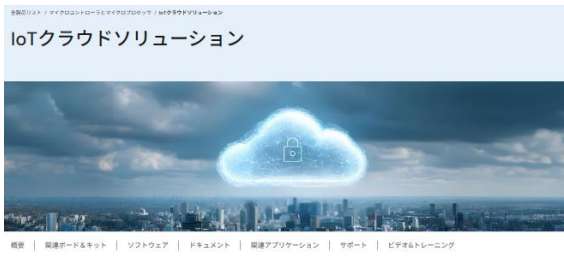 全製品リスト / マイクロコントローラとマイクロプロセッサ / IoTクラウドソリューション
IoTクラウドソリューション
概要 | 関連ボード&キット | ソフトウェア | ドキュメント | 関連アプリケーション | サポート | ビデオ&トレーニング